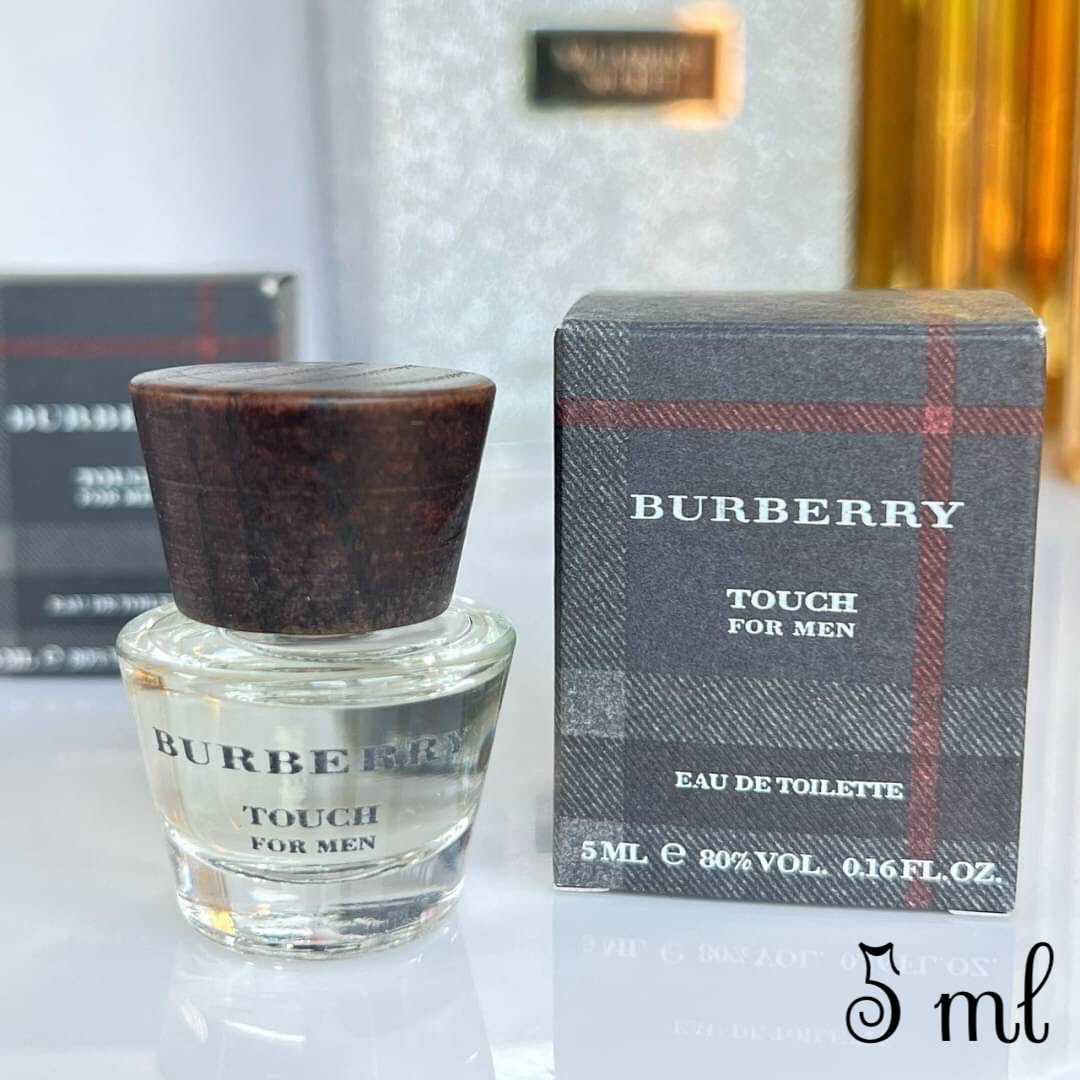 BURBERRY
TOUCH
FOR MEN
EAU DE TOILETTE
5 ML e 80% VOL. 0.16 FL.OZ.
BURBERRY
TOUCH
FOR MEN
5 ml